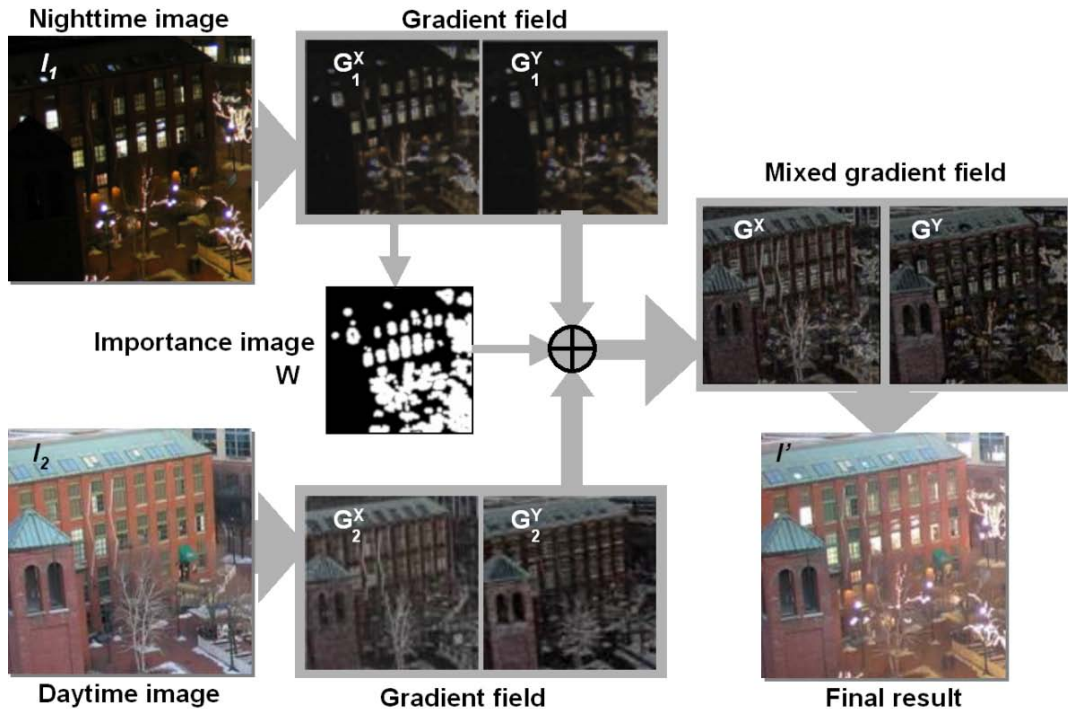 Nighttime image
Gradient field
I₁
G₁ˣ
G₁ʸ
Mixed gradient field
Gˣ
Gʸ
Importance image
W
I₂
G₂ˣ
G₂ʸ
I’
Daytime image
Gradient field
Final result